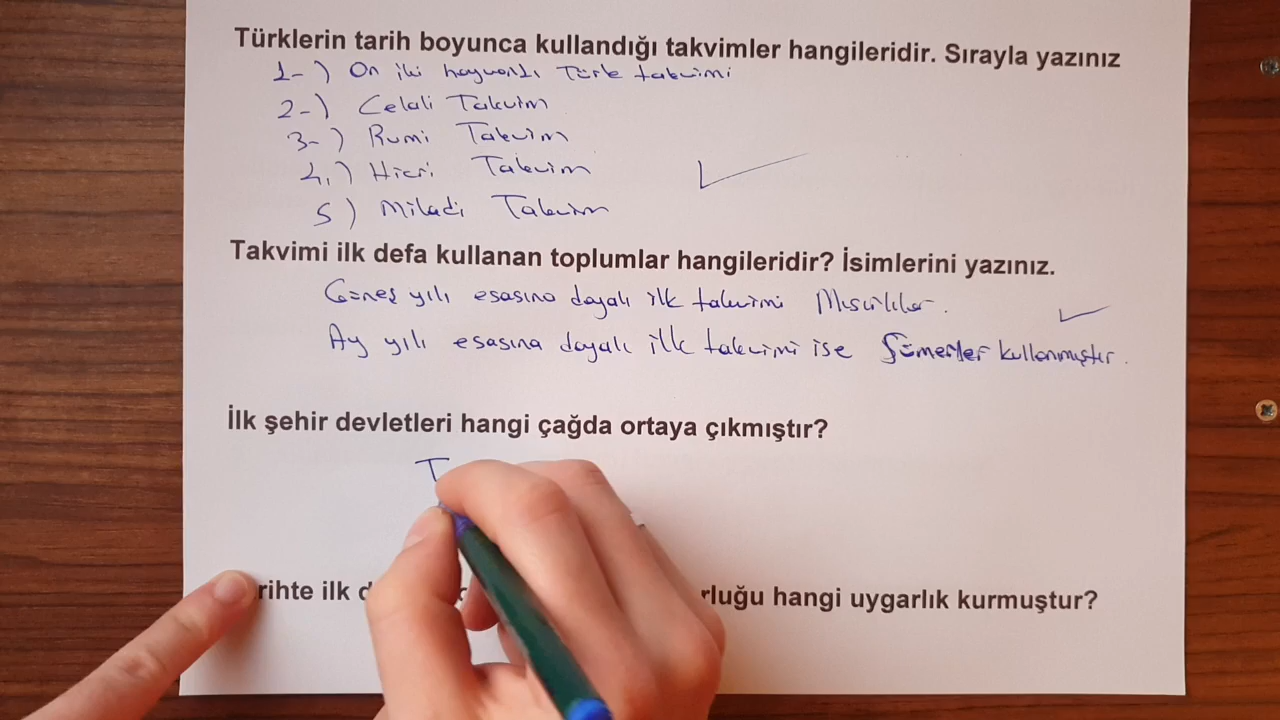 Türklerin tarih boyunca kullandığı takvimler hangileridir. Sırayla yazınız
1-) On iki hayvanlı Türk takvimi
2-) Celali Takvim
3-) Rumi Takvim
4,) Hicri Takvim
5) Miladi Takvim
Takvimi ilk defa kullanan toplumlar hangileridir? İsimlerini yazınız.
Güneş yılı esasına dayalı ilk takvimi Mısırlılar.
Ay yılı esasına dayalı illk takvimi ise Sümerler kullanmıştır.
İlk şehir devletleri hangi çağda ortaya çıkmıştır?
T
rihte ilk d rluğu hangi uygarlık kurmuştur?